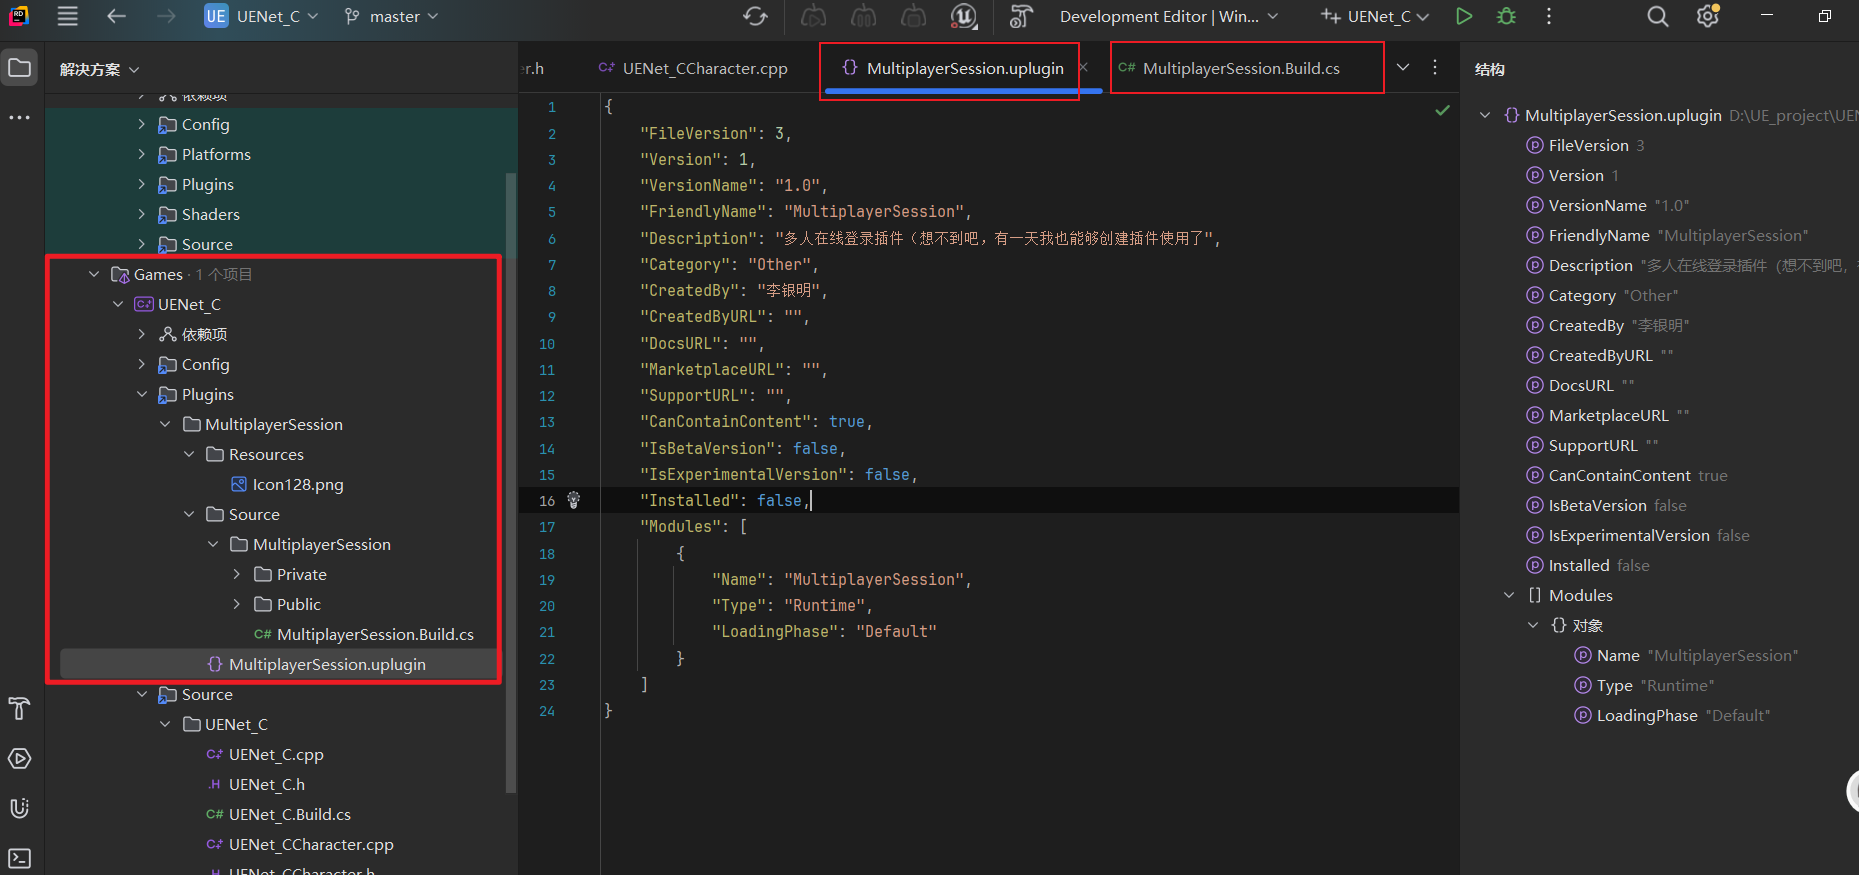 UE UENet_C master Development Editor | Win... UENet_C
解决方案
依赖项
Config
Platforms
Plugins
Shaders
Source
Games · 1 个项目
UENet_C
依赖项
Config
Plugins
MultiplayerSession
Resources
Icon128.png
Source
MultiplayerSession
Private
Public
C# MultiplayerSession.Build.cs
{} MultiplayerSession.uplugin
Source
UENet_C
UENet_C.cpp
.H UENet_C.h
C# UENet_C.Build.cs
UENet_CCharacter.cpp
UENet_CCharacter.h
er.h UENet_CCharacter.cpp {} MultiplayerSession.uplugin C# MultiplayerSession.Build.cs
1 {
2 "FileVersion": 3,
3 "Version": 1,
4 "VersionName": "1.0",
5 "FriendlyName": "MultiplayerSession",
6 "Description": "多人在线登录插件（想不到吧，有一天我也能够创建插件使用了",
7 "Category": "Other",
8 "CreatedBy": "李银明",
9 "CreatedByURL": "",
10 "DocsURL": "",
11 "MarketplaceURL": "",
12 "SupportURL": "",
13 "CanContainContent": true,
14 "IsBetaVersion": false,
15 "IsExperimentalVersion": false,
16 "Installed": false,
17 "Modules": [
18 {
19 "Name": "MultiplayerSession",
20 "Type": "Runtime",
21 "LoadingPhase": "Default"
22 }
23 ]
24 }
结构
{} MultiplayerSession.uplugin D:\UE_project\UEN
FileVersion 3
Version 1
VersionName "1.0"
FriendlyName "MultiplayerSession"
Description "多人在线登录插件（想不到吧，
Category "Other"
CreatedBy "李银明"
CreatedByURL ""
DocsURL ""
MarketplaceURL ""
SupportURL ""
CanContainContent true
IsBetaVersion false
IsExperimentalVersion false
Installed false
[] Modules
{} 对象
Name "MultiplayerSession"
Type "Runtime"
LoadingPhase "Default"